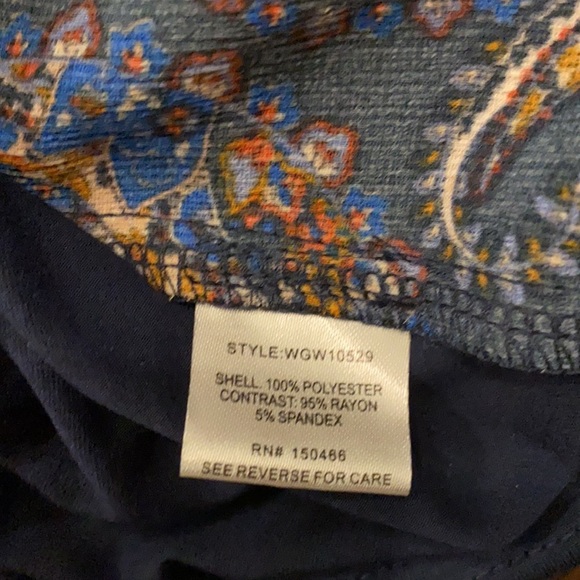 STYLE:WGW10529
SHELL: 100% POLYESTER
CONTRAST: 95% RAYON
5% SPANDEX
RN# 150466
SEE REVERSE FOR CARE